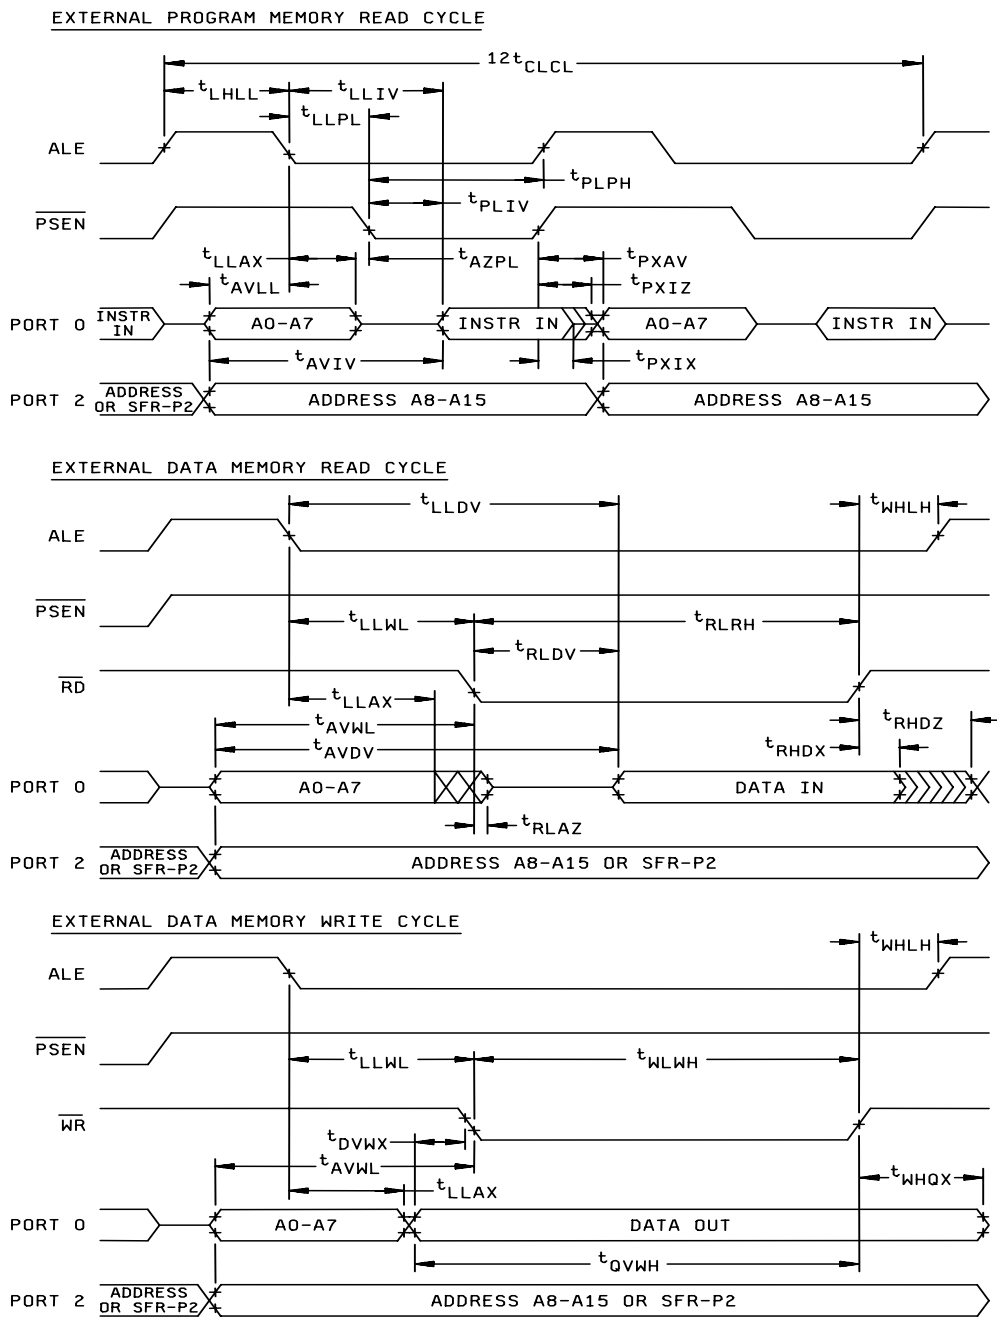 EXTERNAL PROGRAM MEMORY READ CYCLE
12tCLCL
tLHLL tLLIV
tLLPL
ALE
tPLPH
tPLIV
PSEN
tLLAX tAZPL tPXAV
tAVLL tPXIZ
PORT 0 INSTR IN A0-A7 INSTR IN A0-A7 INSTR IN
tAVIV tPXIX
PORT 2 ADDRESS OR SFR-P2 ADDRESS A8-A15 ADDRESS A8-A15
EXTERNAL DATA MEMORY READ CYCLE
tLLDV tWHLH
ALE
PSEN
tLLWL tRLRH
tRLDV
RD
tLLAX
tAVWL tRHDZ
tAVDV tRHDX
PORT 0 A0-A7 DATA IN
tRLAZ
PORT 2 ADDRESS OR SFR-P2 ADDRESS A8-A15 OR SFR-P2
EXTERNAL DATA MEMORY WRITE CYCLE
tWHLH
ALE
PSEN
tLLWL tWLWH
WR
tDVWX
tAVWL
tLLAX tWHQX
PORT 0 A0-A7 DATA OUT
tQVWH
PORT 2 ADDRESS OR SFR-P2 ADDRESS A8-A15 OR SFR-P2